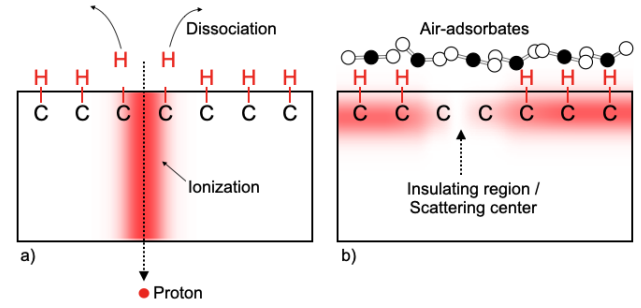 Dissociation
H H
H H H H H
C C C C C C C
Ionization
a)
Proton
Air-adsorbates
H H H H H
C C C C C C C
Insulating region /
Scattering center
b)